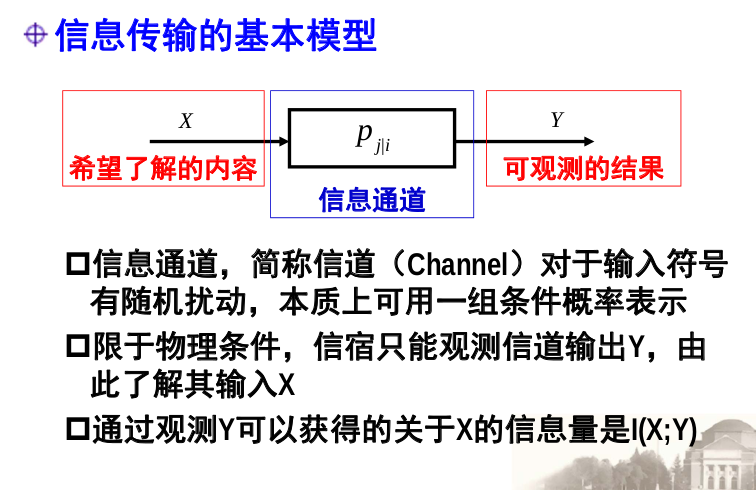 信息传输的基本模型
X
p j|i
Y
希望了解的内容
可观测的结果
信息通道
信息通道，简称信道（Channel）对于输入符号
有随机扰动，本质上可用一组条件概率表示
限于物理条件，信宿只能观测信道输出Y，由
此了解其输入X
通过观测Y可以获得的关于X的信息量是I(X;Y)